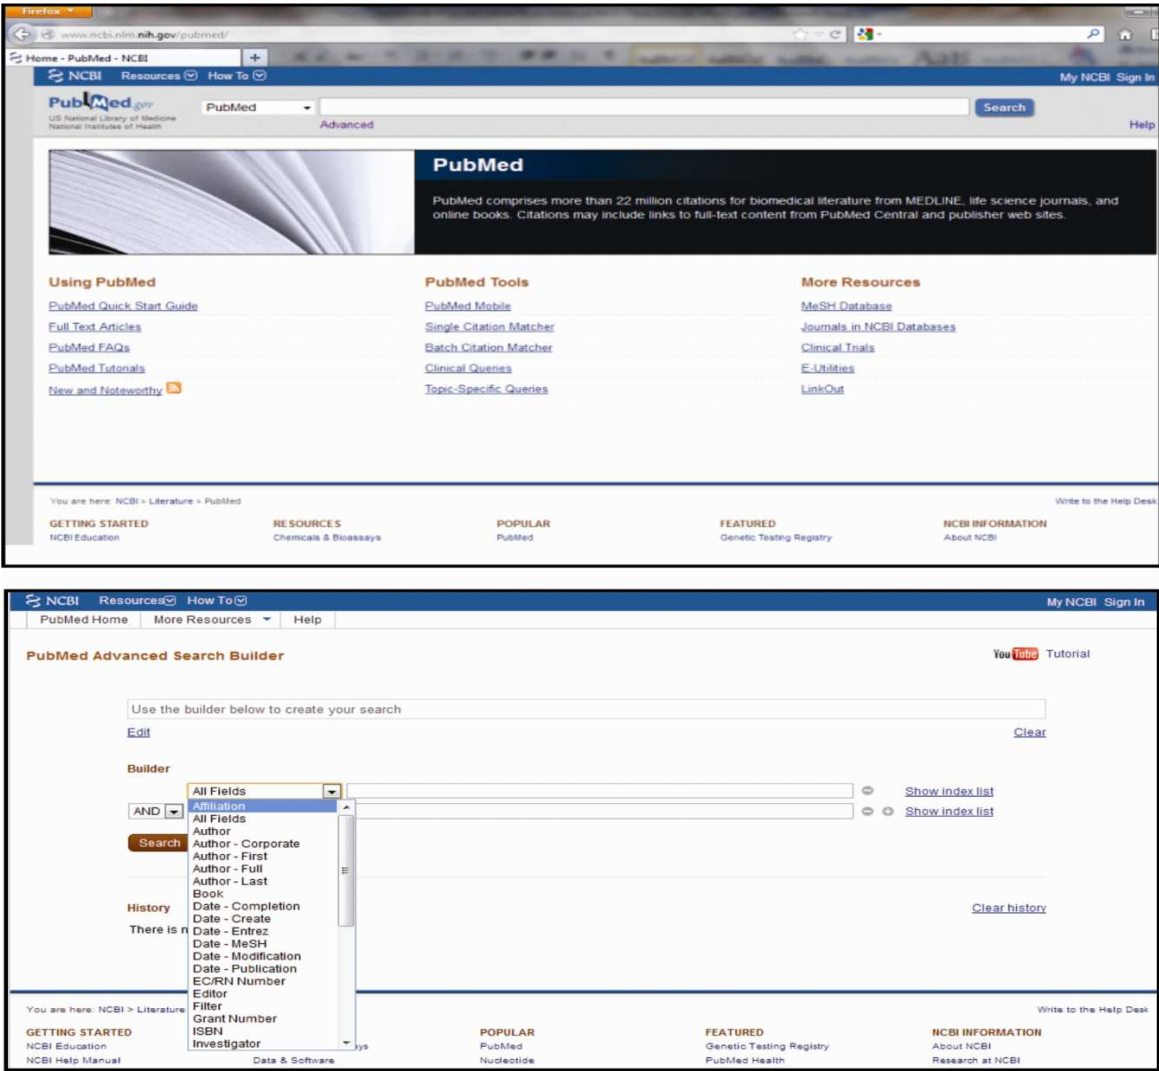 Firefox
www.ncbi.nlm.nih.gov/pubmed/
Home - PubMed - NCBI
NCBI Resources How To My NCBI Sign In
PubMed.gov PubMed Search
US National Library of Medicine
National Institutes of Health
Advanced Help
PubMed
PubMed comprises more than 22 million citations for biomedical literature from MEDLINE, life science journals, and
online books. Citations may include links to full-text content from PubMed Central and publisher web sites.
Using PubMed PubMed Tools More Resources
PubMed Quick Start Guide PubMed Mobile MeSH Database
Full Text Articles Single Citation Matcher Journals in NCBI Databases
PubMed FAQs Batch Citation Matcher Clinical Trials
PubMed Tutorials Clinical Queries E-Utilities
New and Noteworthy Topic-Specific Queries LinkOut
You are here: NCBI > Literature > PubMed Write to the Help Desk
GETTING STARTED RESOURCES POPULAR FEATURED NCBI INFORMATION
NCBI Education Chemicals & Bioassays PubMed Genetic Testing Registry About NCBI
NCBI Resources How To My NCBI Sign In
PubMed Home More Resources Help
PubMed Advanced Search Builder YouTube Tutorial
Use the builder below to create your search
Edit Clear
Builder
All Fields Show index list
AND Affiliation Show index list
All Fields
Author
Search Author - Corporate
Author - First
Author - Full
Author - Last
Book
History Date - Completion Clear history
Date - Create
There is n Date - Entrez
Date - MeSH
Date - Modification
Date - Publication
EC/RN Number
Editor
You are here: NCBI > Literature Filter Write to the Help Desk
Grant Number
GETTING STARTED ISBN POPULAR FEATURED NCBI INFORMATION
NCBI Education Investigator ays PubMed Genetic Testing Registry About NCBI
NCBI Help Manual Data & Software Nucleotide PubMed Health Research at NCBI